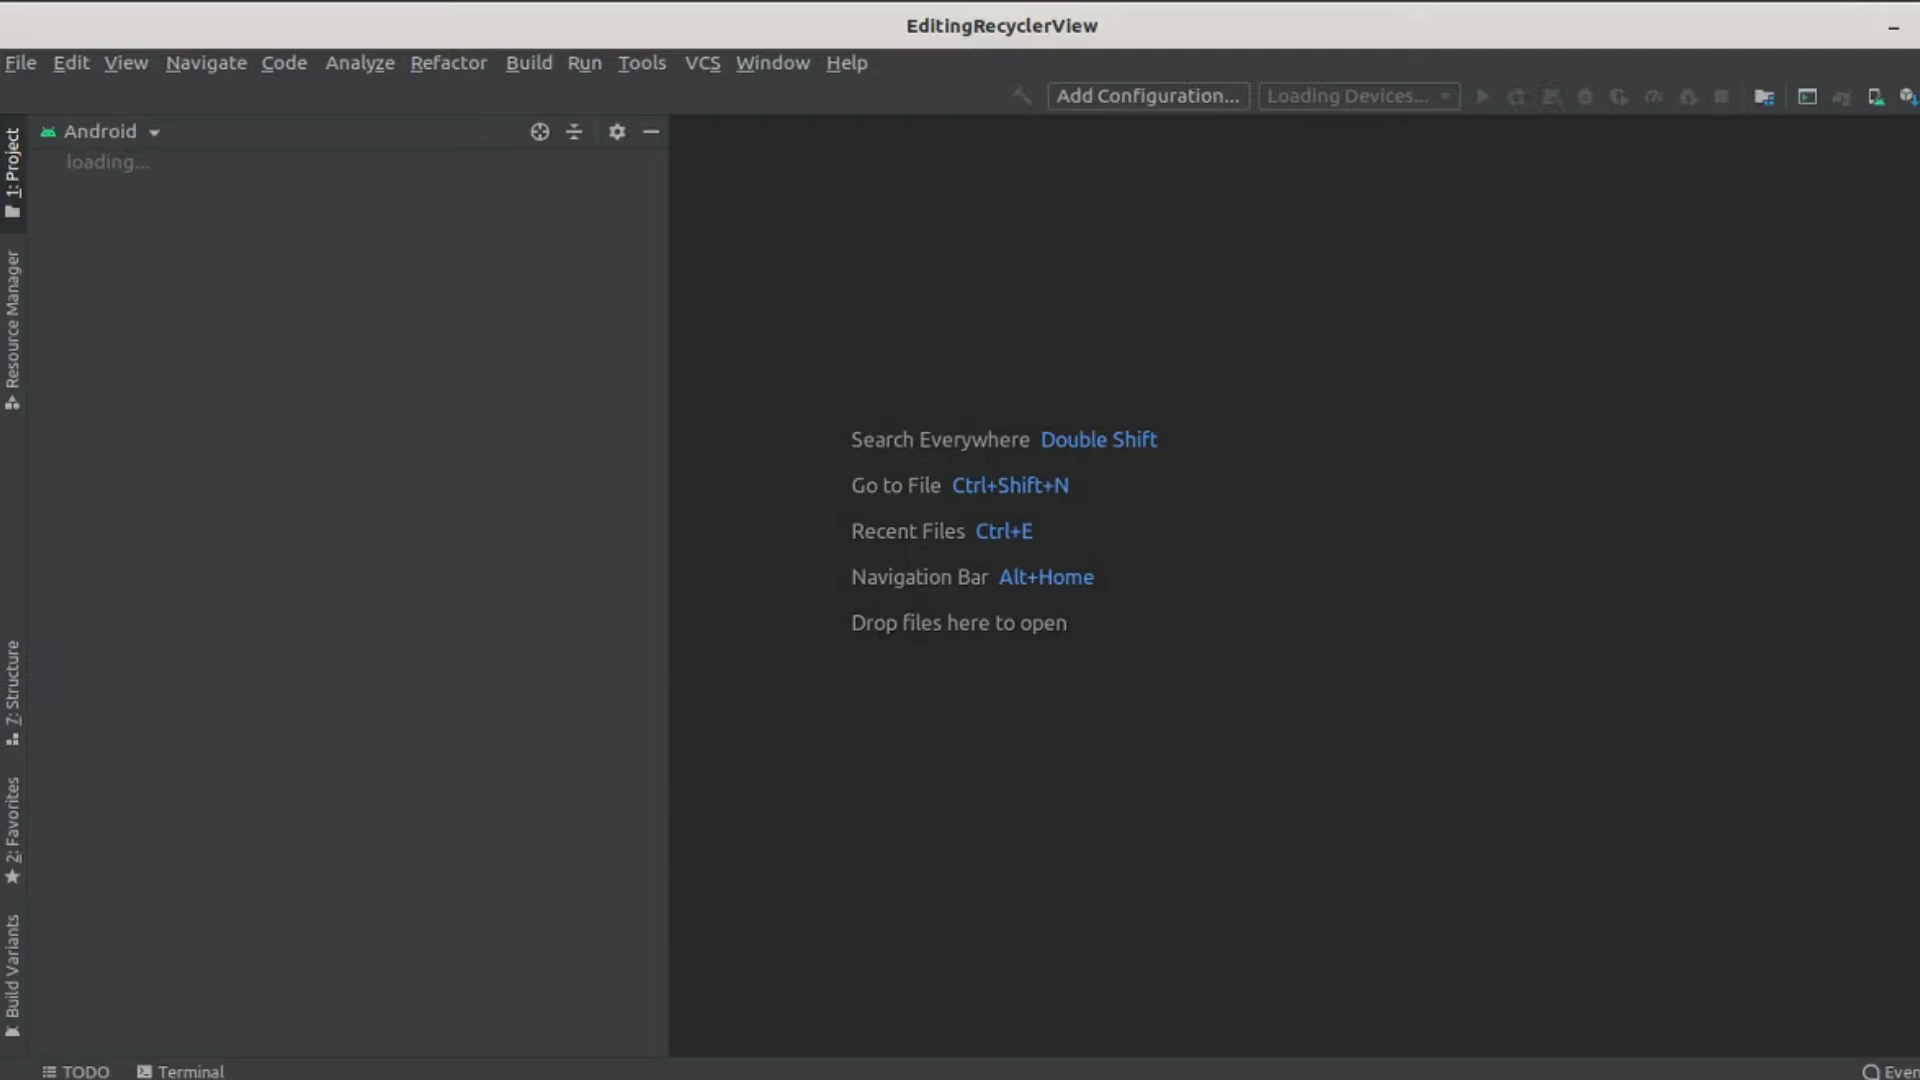 EditingRecyclerView
File Edit View Navigate Code Analyze Refactor Build Run Tools VCS Window Help
Add Configuration... Loading Devices...
Android
loading...
1: Project
Resource Manager
7: Structure
2: Favorites
Build Variants
Search Everywhere Double Shift
Go to File Ctrl+Shift+N
Recent Files Ctrl+E
Navigation Bar Alt+Home
Drop files here to open
TODO Terminal Even